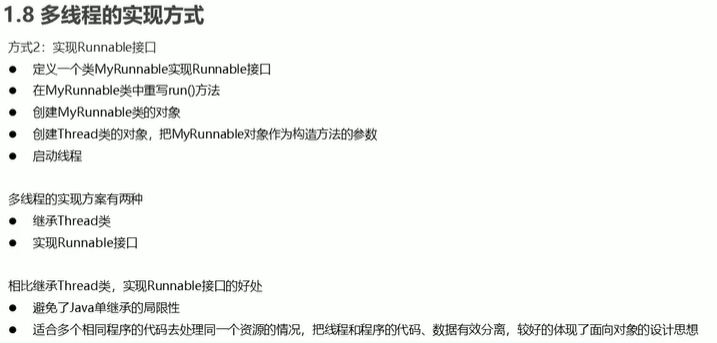 1.8 多线程的实现方式
方式2：实现Runnable接口
● 定义一个类MyRunnable实现Runnable接口
● 在MyRunnable类中重写run()方法
● 创建MyRunnable类的对象
● 创建Thread类的对象，把MyRunnable对象作为构造方法的参数
● 启动线程
多线程的实现方案有两种
● 继承Thread类
● 实现Runnable接口
相比继承Thread类，实现Runnable接口的好处
● 避免了Java单继承的局限性
● 适合多个相同程序的代码去处理同一个资源的情况，把线程和程序的代码、数据有效分离，较好的体现了面向对象的设计思想